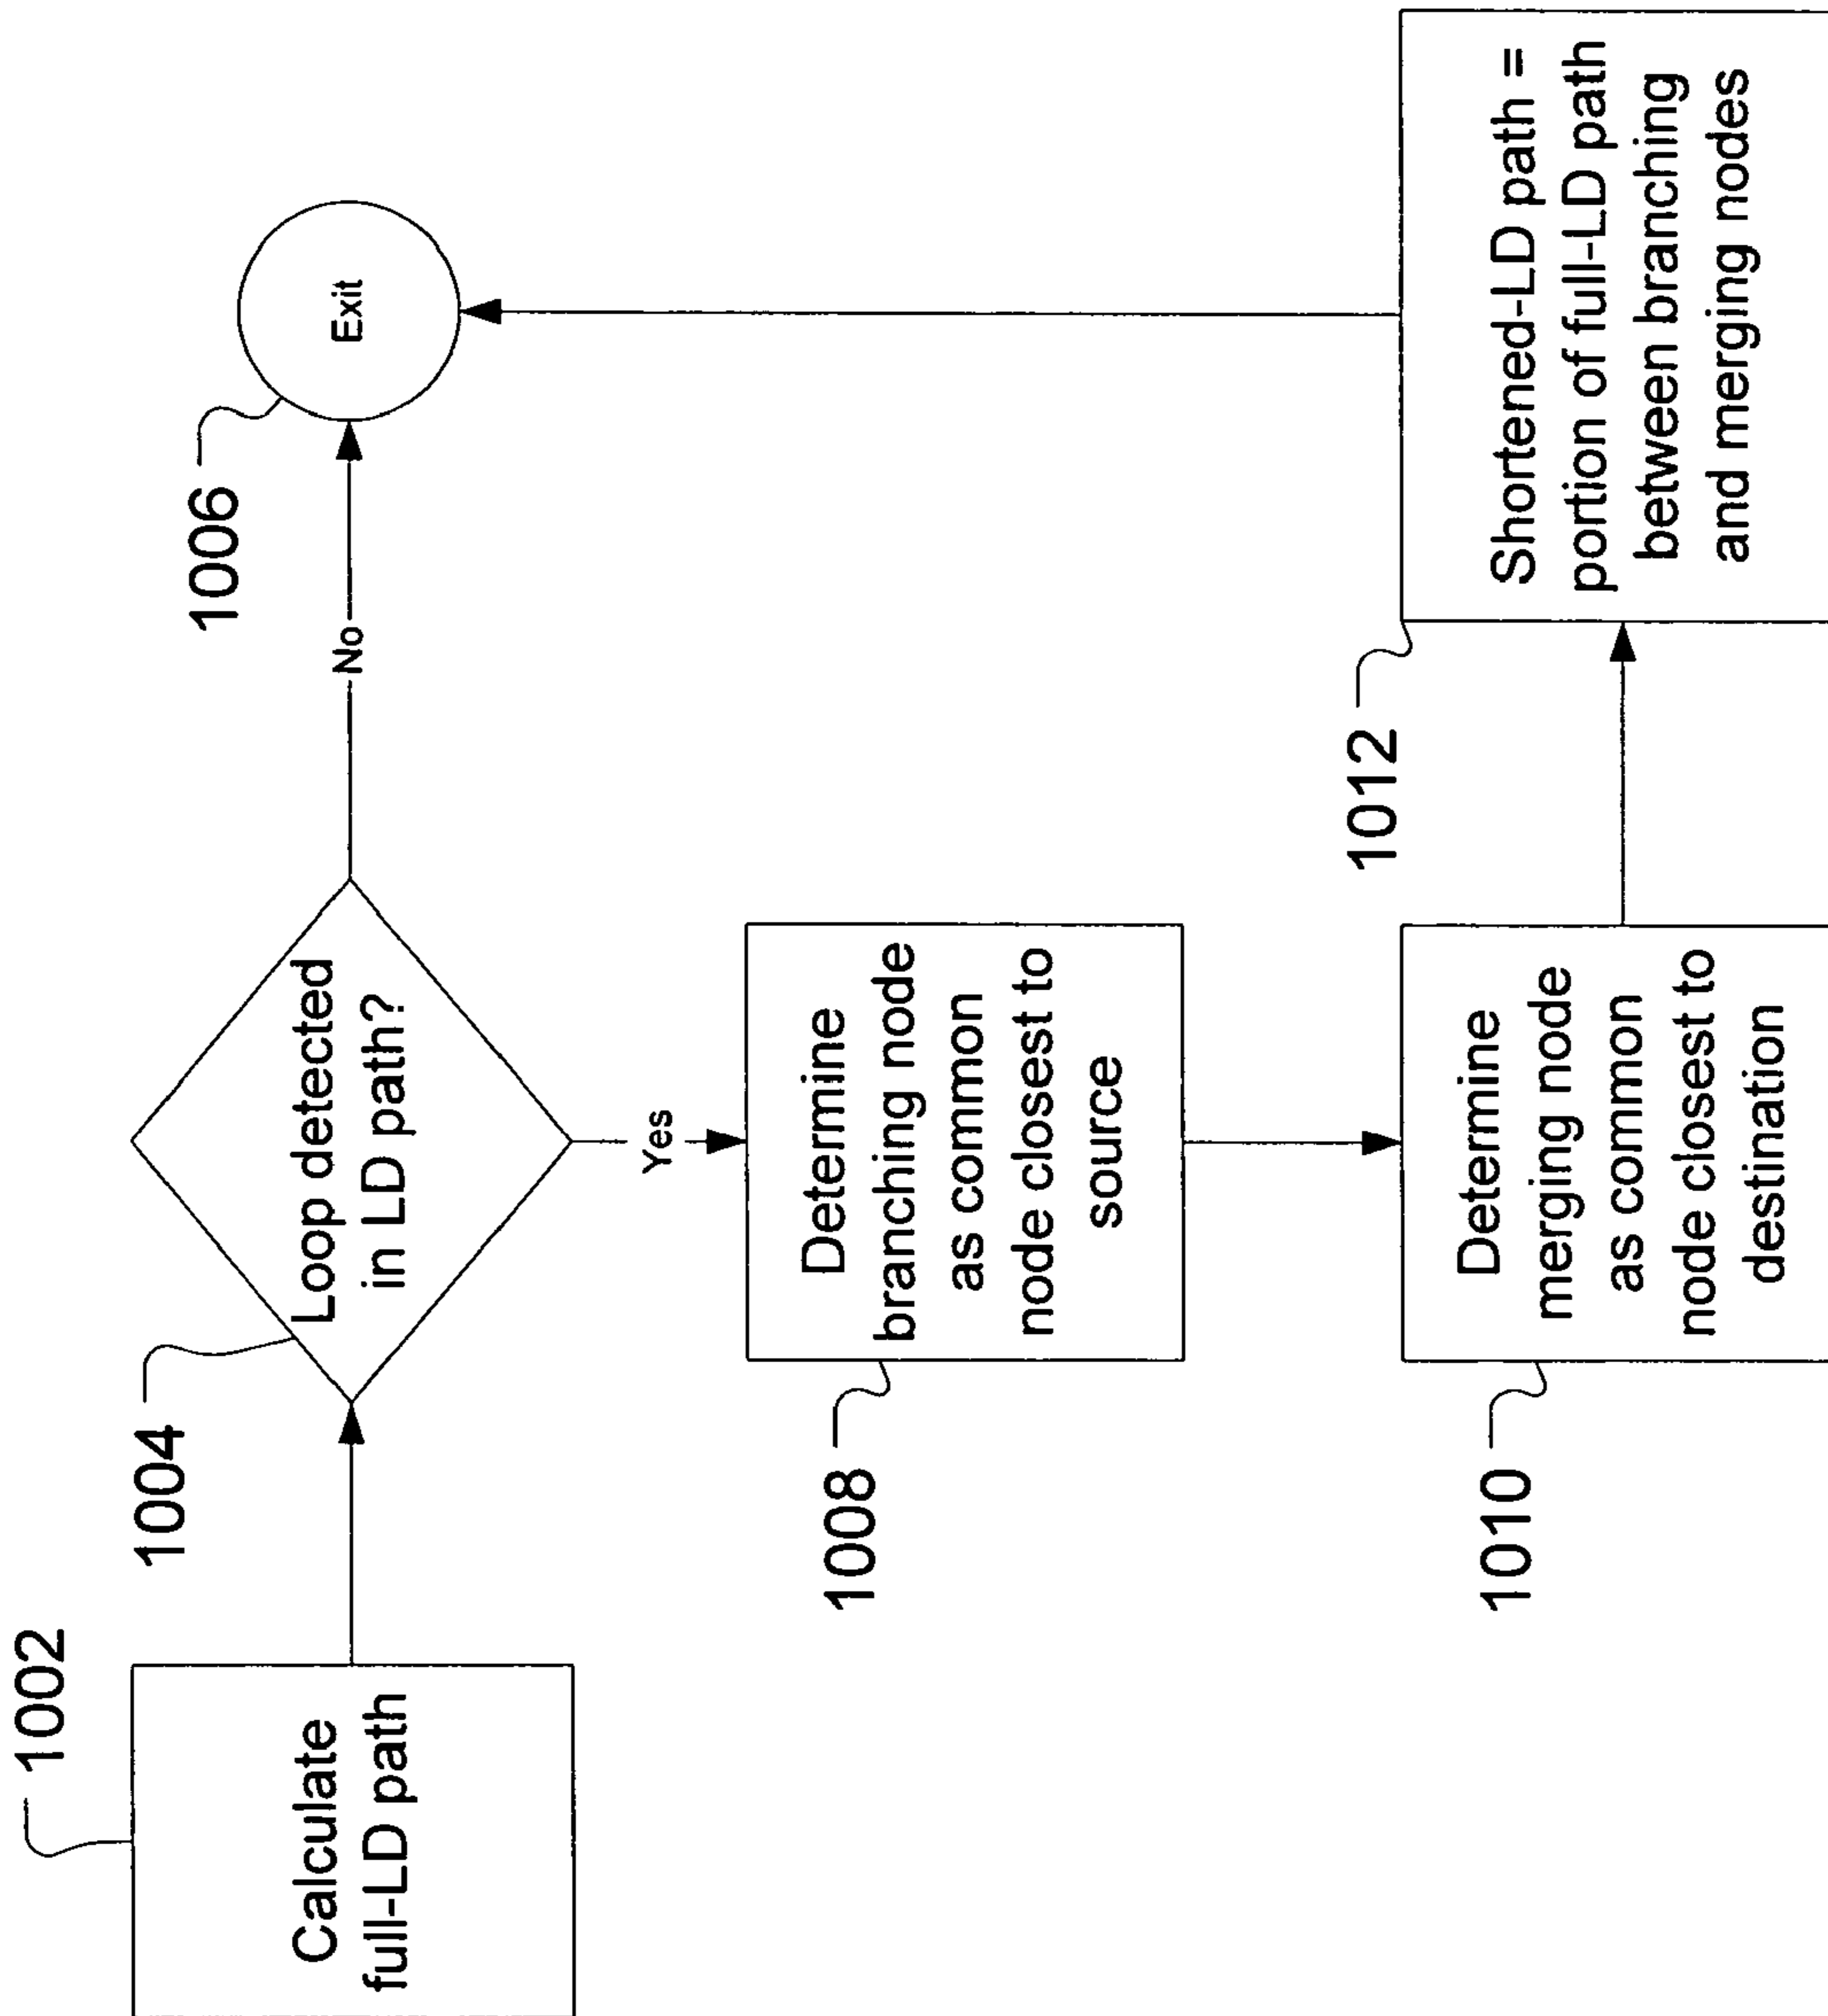 1002
Calculate
full-LD path
1004
Loop detected
in LD path?
No
1006
Exit
Yes
1008
Determine
branching node
as common
node closest to
source
1010
Determine
merging node
as common
node closest to
destination
1012
Shortened-LD path =
portion of full-LD path
between branching
and merging nodes